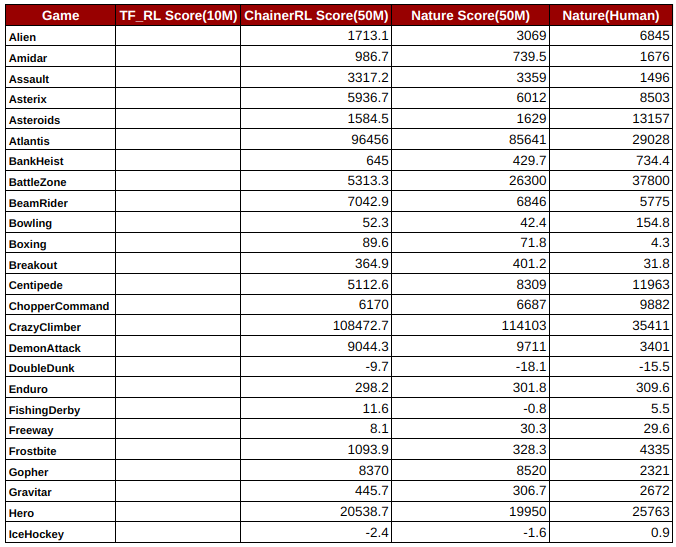 Game TF_RL Score(10M) ChainerRL Score(50M) Nature Score(50M) Nature(Human)
Alien 1713.1 3069 6845
Amidar 986.7 739.5 1676
Assault 3317.2 3359 1496
Asterix 5936.7 6012 8503
Asteroids 1584.5 1629 13157
Atlantis 96456 85641 29028
BankHeist 645 429.7 734.4
BattleZone 5313.3 26300 37800
BeamRider 7042.9 6846 5775
Bowling 52.3 42.4 154.8
Boxing 89.6 71.8 4.3
Breakout 364.9 401.2 31.8
Centipede 5112.6 8309 11963
ChopperCommand 6170 6687 9882
CrazyClimber 108472.7 114103 35411
DemonAttack 9044.3 9711 3401
DoubleDunk -9.7 -18.1 -15.5
Enduro 298.2 301.8 309.6
FishingDerby 11.6 -0.8 5.5
Freeway 8.1 30.3 29.6
Frostbite 1093.9 328.3 4335
Gopher 8370 8520 2321
Gravitar 445.7 306.7 2672
Hero 20538.7 19950 25763
IceHockey -2.4 -1.6 0.9